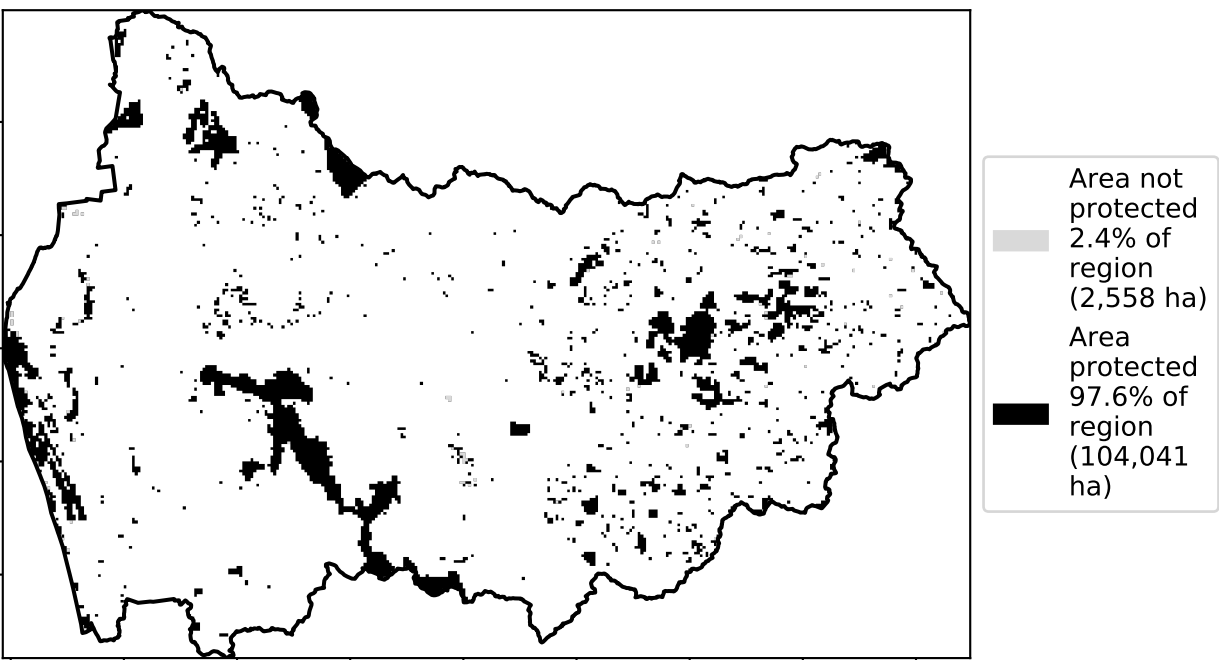 Area not
protected
2.4% of
region
(2,558 ha)
Area
protected
97.6% of
region
(104,041
ha)